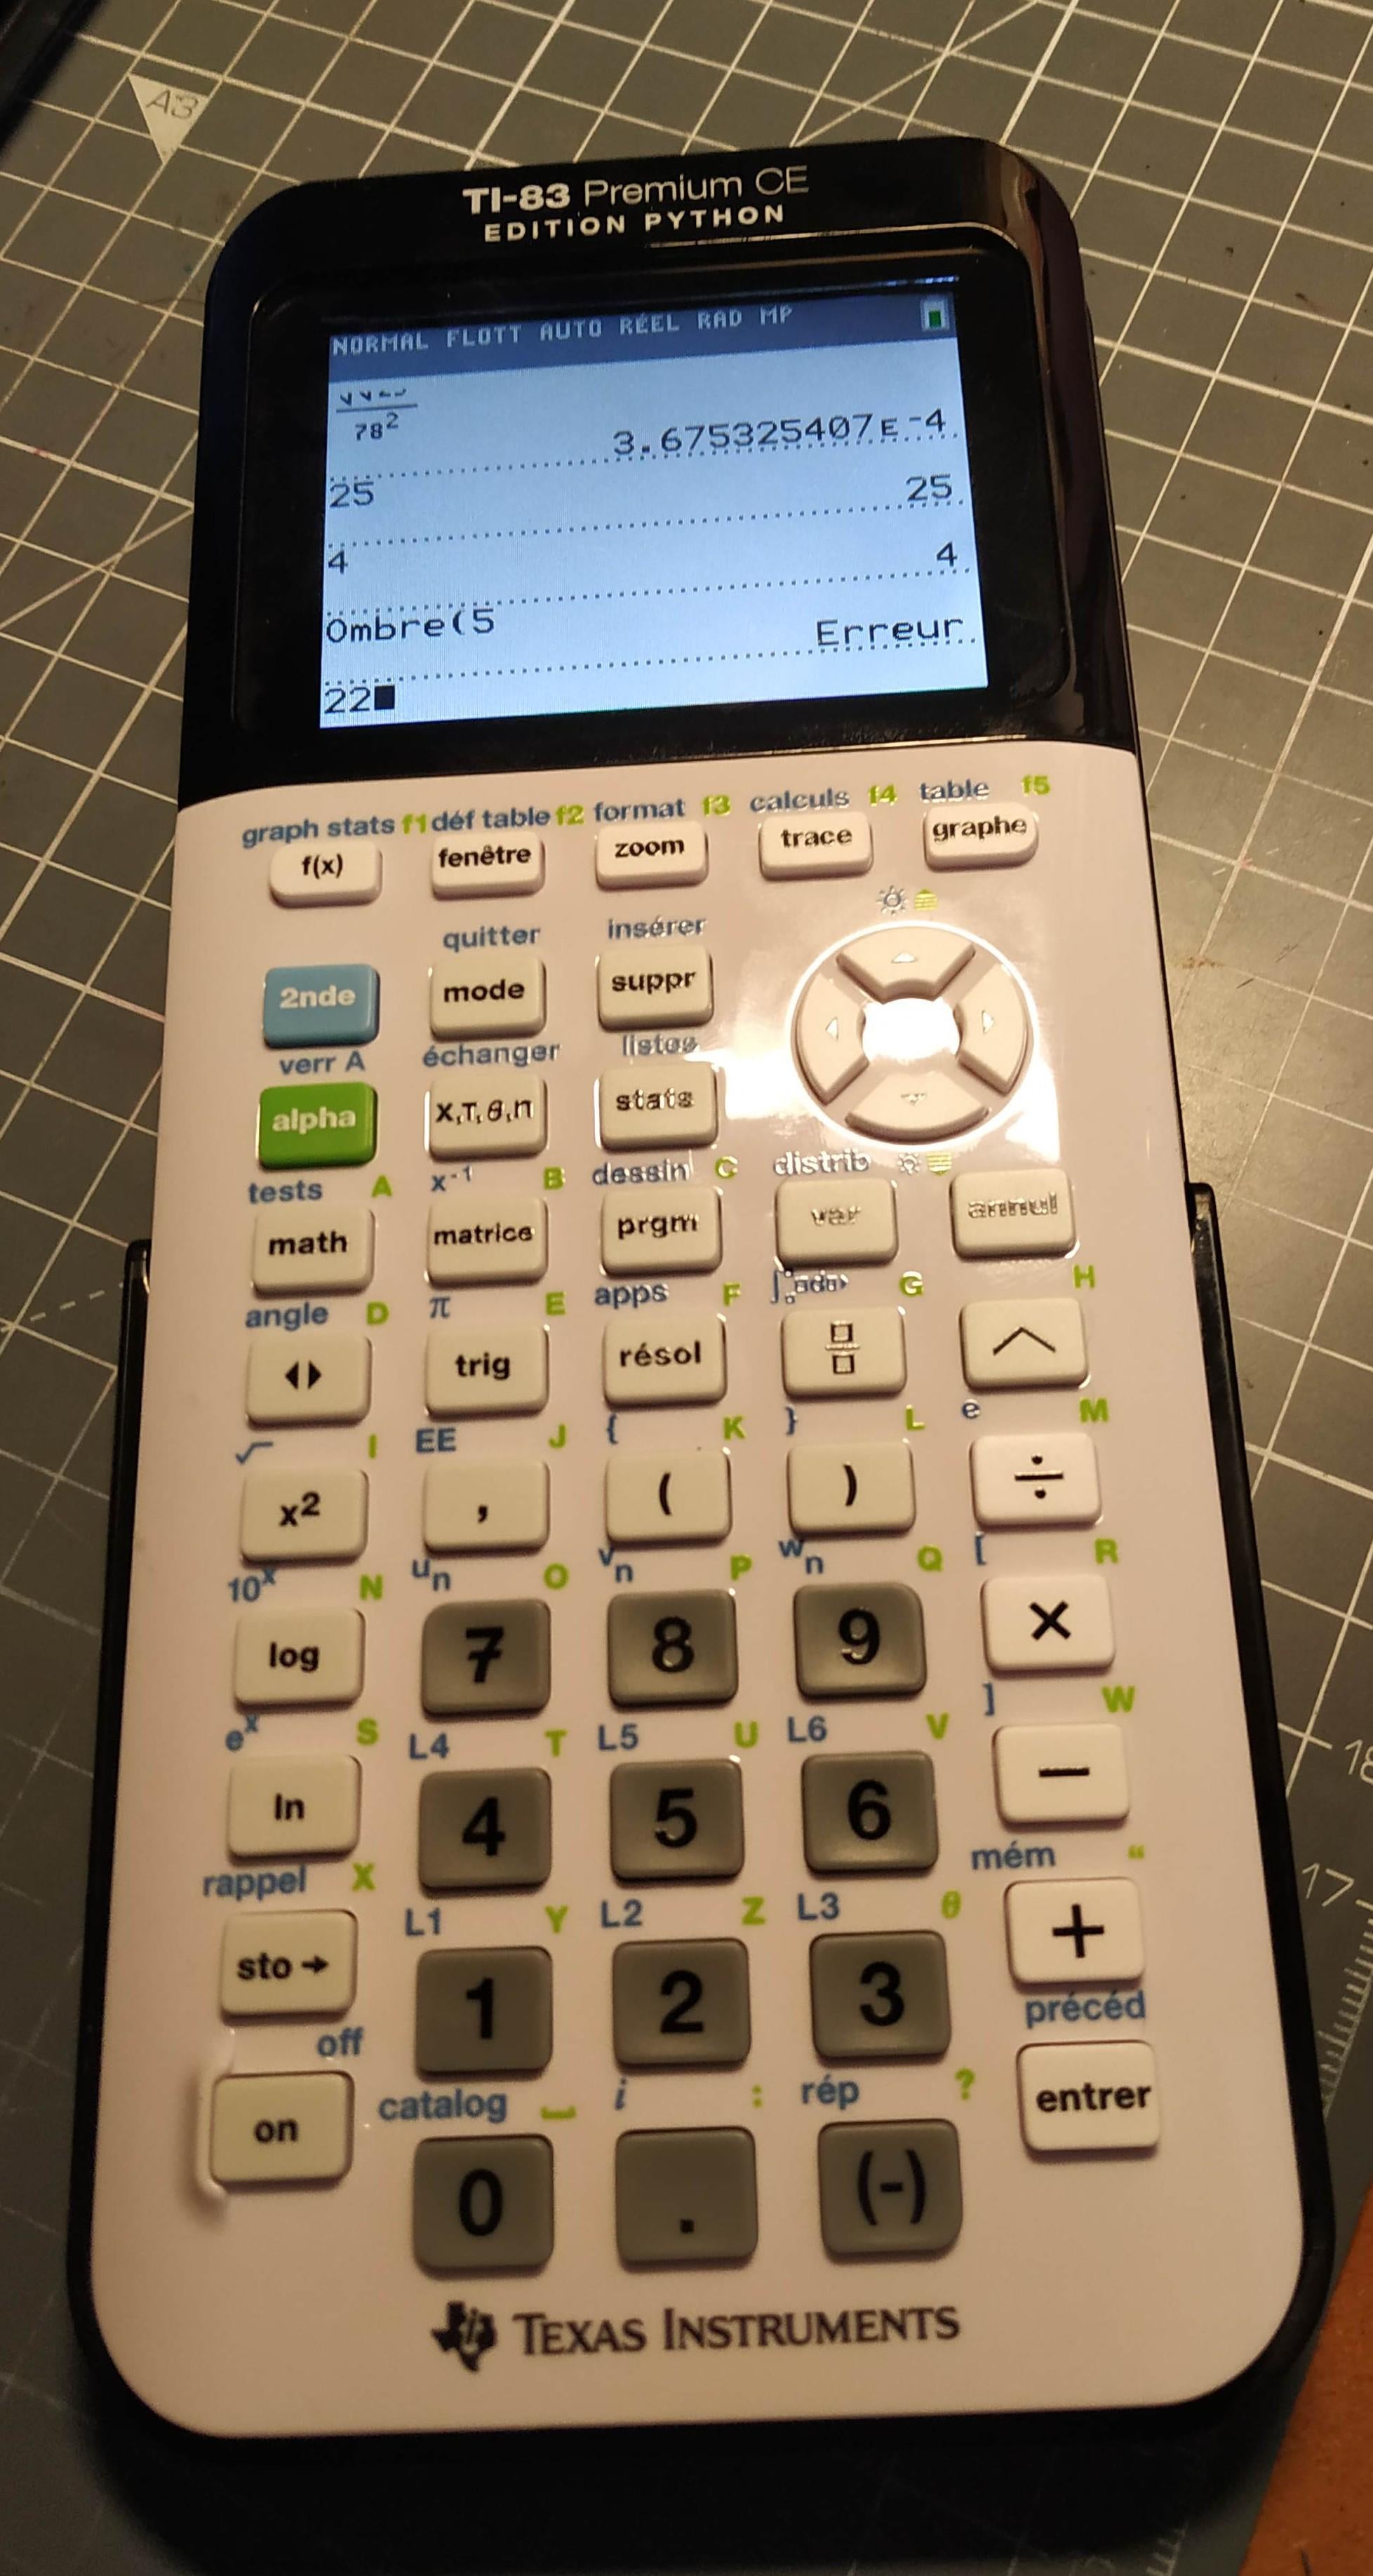 A3
TI-83 Premium CE
EDITION PYTHON
NORMAL FLOTT AUTO RÉEL RAD MP
78²
3.675325407E-4
25 25
4 4
Ombre(5 Erreur
22
graph stats f1 déf table f2 format f3 calculs f4 table f5
f(x) fenêtre zoom trace graphe
quitter insérer
2nde mode suppr
verr A échanger listes
alpha X,T,θ,n stats
tests A x⁻¹ B dessin C distrib
math matrice prgm var annul
angle D π E apps F G H
trig résol
√ I EE J { K } L e M
x² , ( ) ÷
10ˣ N uₙ O vₙ P wₙ Q [ R
log 7 8 9 ×
eˣ S L4 T L5 U L6 V ] W
ln 4 5 6 −
rappel X L1 Y L2 Z L3 θ mém "
sto→ 1 2 3 +
off catalog i : rép ? précéd
on 0 . (-) entrer
TEXAS INSTRUMENTS
18
17